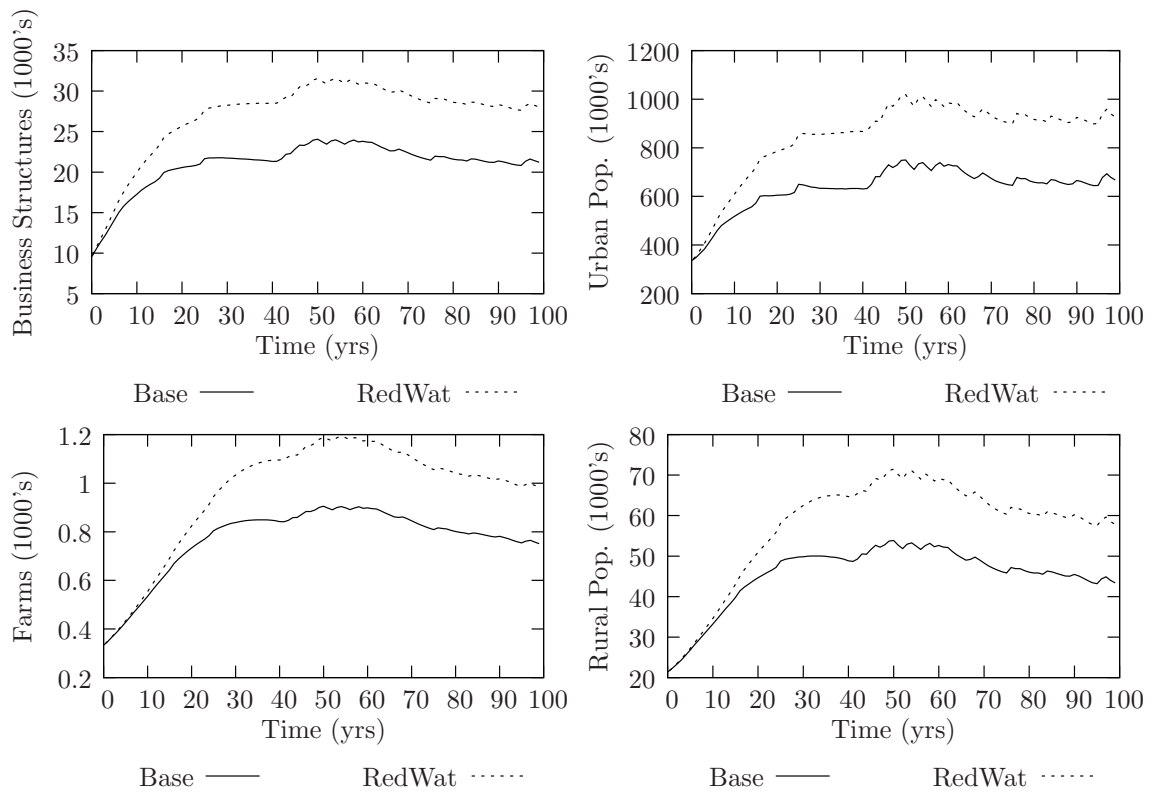 Business Structures (1000's)
35
30
25
20
15
10
5
0 10 20 30 40 50 60 70 80 90 100
Time (yrs)
Base
RedWat
Urban Pop. (1000's)
1200
1000
800
600
400
200
0 10 20 30 40 50 60 70 80 90 100
Time (yrs)
Base
RedWat
Farms (1000's)
1.2
1
0.8
0.6
0.4
0.2
0 10 20 30 40 50 60 70 80 90 100
Time (yrs)
Base
RedWat
Rural Pop. (1000's)
80
70
60
50
40
30
20
0 10 20 30 40 50 60 70 80 90 100
Time (yrs)
Base
RedWat